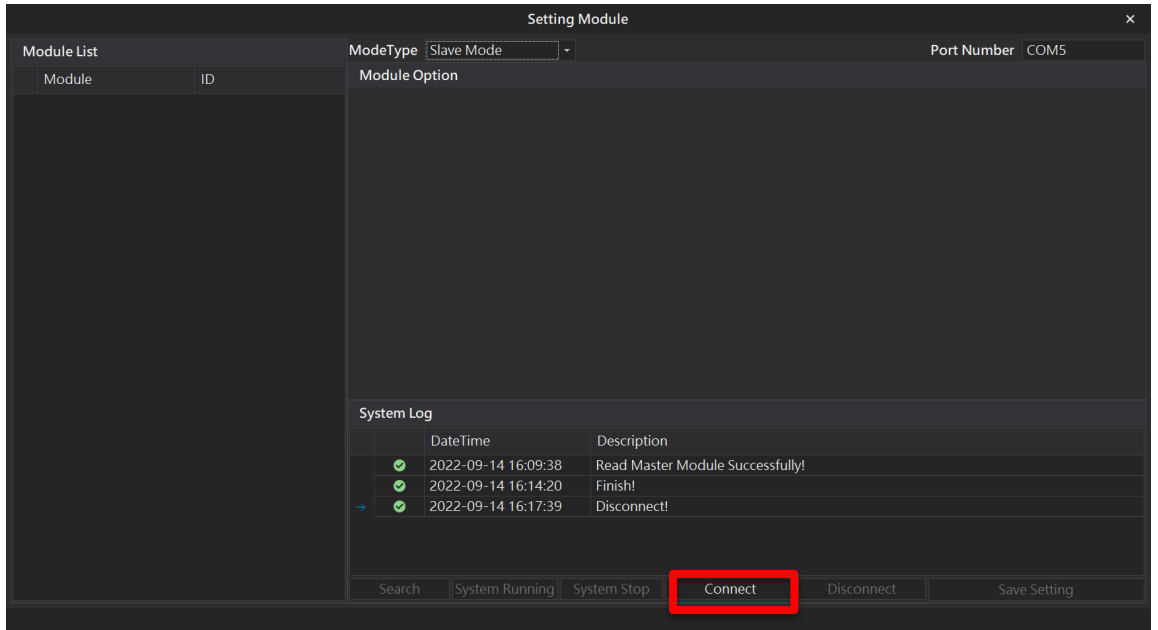 Setting Module
Module List
ModeType Slave Mode
Port Number COM5
Module ID
Module Option
System Log
DateTime Description
2022-09-14 16:09:38 Read Master Module Successfully!
2022-09-14 16:14:20 Finish!
2022-09-14 16:17:39 Disconnect!
Search System Running System Stop Connect Disconnect Save Setting